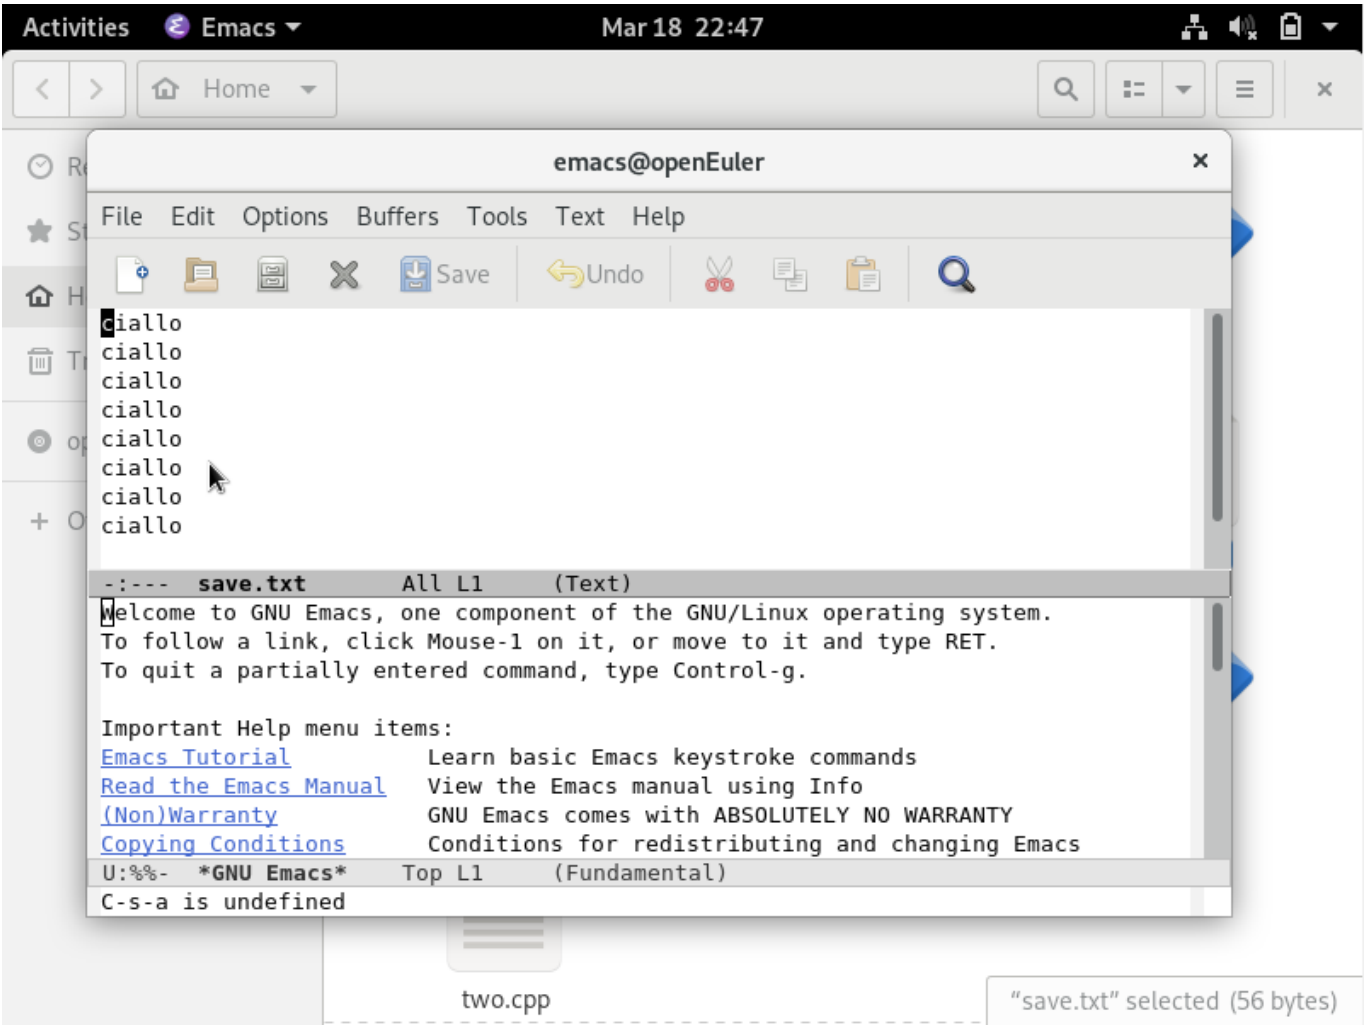 Activities Emacs Mar 18 22:47
Home
emacs@openEuler
File Edit Options Buffers Tools Text Help
Save Undo
ciallo
ciallo
ciallo
ciallo
ciallo
ciallo
ciallo
ciallo
-:--- save.txt All L1 (Text)
Welcome to GNU Emacs, one component of the GNU/Linux operating system.
To follow a link, click Mouse-1 on it, or move to it and type RET.
To quit a partially entered command, type Control-g.
Important Help menu items:
Emacs Tutorial Learn basic Emacs keystroke commands
Read the Emacs Manual View the Emacs manual using Info
(Non)Warranty GNU Emacs comes with ABSOLUTELY NO WARRANTY
Copying Conditions Conditions for redistributing and changing Emacs
U:%%- *GNU Emacs* Top L1 (Fundamental)
C-s-a is undefined
two.cpp
“save.txt” selected (56 bytes)